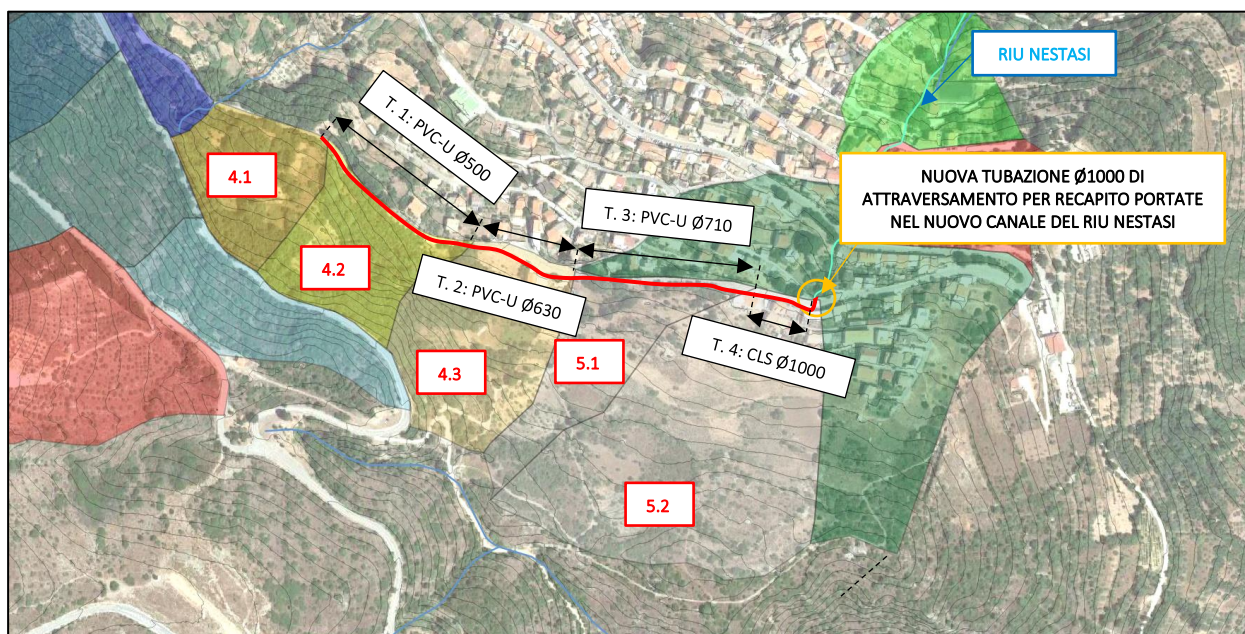 RIU NESTASI
T. 1: PVC-U Ø500
4.1
NUOVA TUBAZIONE Ø1000 DI
ATTRAVERSAMENTO PER RECAPITO PORTATE
NEL NUOVO CANALE DEL RIU NESTASI
T. 3: PVC-U Ø710
4.2
T. 2: PVC-U Ø630
5.1
T. 4: CLS Ø1000
4.3
5.2